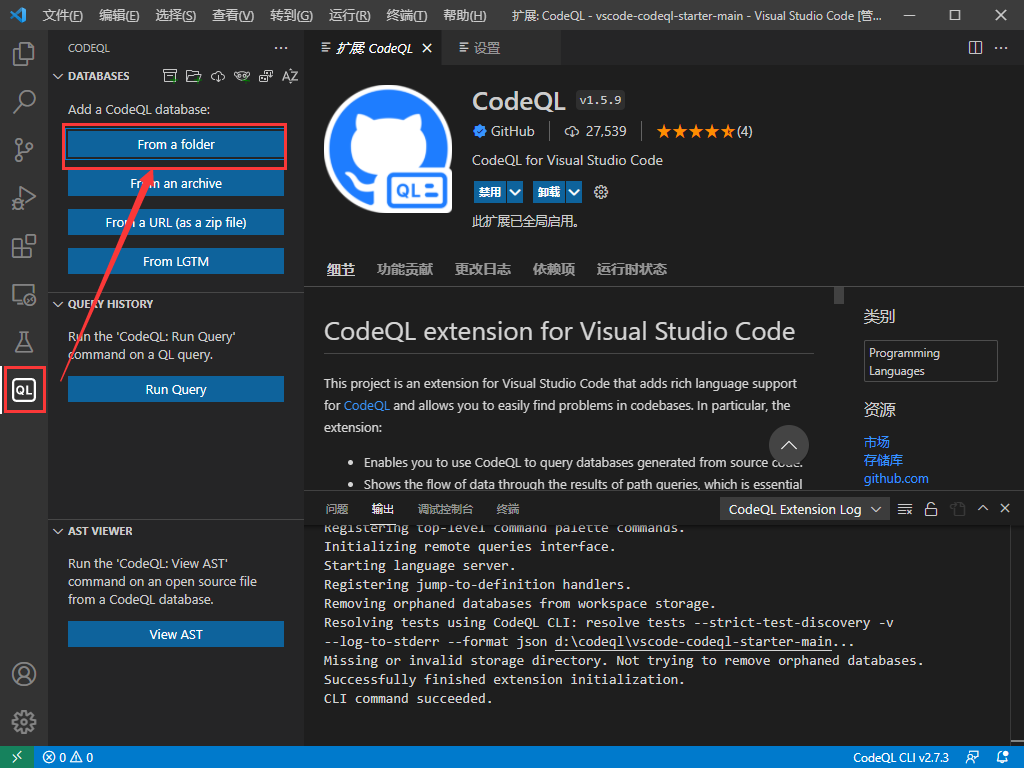 文件(F) 编辑(E) 选择(S) 查看(V) 转到(G) 运行(R) 终端(T) 帮助(H) 扩展: CodeQL - vscode-codeql-starter-main - Visual Studio Code [管...
CODEQL
扩展 CodeQL
设置
DATABASES
Add a CodeQL database:
From a folder
From an archive
From a URL (as a zip file)
From LGTM
QUERY HISTORY
Run the 'CodeQL: Run Query'
command on a QL query.
Run Query
QL
AST VIEWER
Run the 'CodeQL: View AST'
command on an open source file
from a CodeQL database.
View AST
QL
CodeQL v1.5.9
GitHub 27,539 (4)
CodeQL for Visual Studio Code
禁用 卸载
此扩展已全局启用。
细节 功能贡献 更改日志 依赖项 运行时状态
CodeQL extension for Visual Studio Code
This project is an extension for Visual Studio Code that adds rich language support
for CodeQL and allows you to easily find problems in codebases. In particular, the
extension:
• Enables you to use CodeQL to query databases generated from source code.
• Shows the flow of data through the results of path queries, which is essential
类别
Programming
Languages
资源
市场
存储库
github.com
问题 输出 调试控制台 终端 CodeQL Extension Log
Registering top-level command palette commands.
Initializing remote queries interface.
Starting language server.
Registering jump-to-definition handlers.
Removing orphaned databases from workspace storage.
Resolving tests using CodeQL CLI: resolve tests --strict-test-discovery -v
--log-to-stderr --format json d:\codeql\vscode-codeql-starter-main...
Missing or invalid storage directory. Not trying to remove orphaned databases.
Successfully finished extension initialization.
CLI command succeeded.
0 0 CodeQL CLI v2.7.3